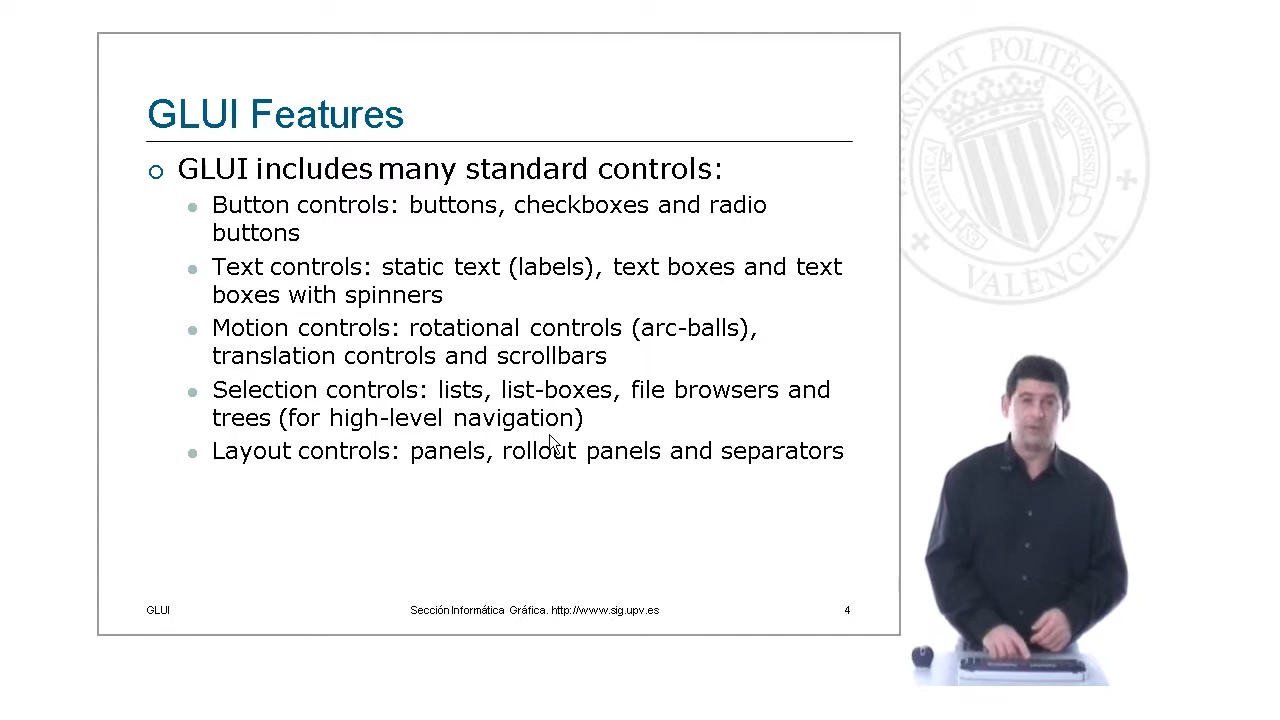 GLUI Features
GLUI includes many standard controls:
Button controls: buttons, checkboxes and radio
buttons
Text controls: static text (labels), text boxes and text
boxes with spinners
Motion controls: rotational controls (arc-balls),
translation controls and scrollbars
Selection controls: lists, list-boxes, file browsers and
trees (for high-level navigation)
Layout controls: panels, rollout panels and separators
GLUI
Sección Informática Gráfica. http://www.sig.upv.es
4
POLITÈCNICA
VALÈNCIA